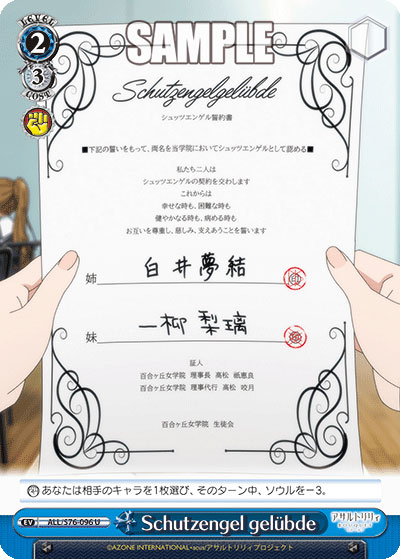 LEVEL
2
3
COST
SAMPLE
Schutzengelgelübde
シュッツエンゲル誓約書
■下記の誓いをもって、両名を当学院においてシュッツエンゲルとして認める■
私たち二人は
シュッツエンゲルの契約を交わします
これからは
幸せな時も、困難な時も
健やかなる時も、病める時も
お互いを尊重し、慈しみ、支えあうことを誓います
姉 白井夢結
妹 一柳 梨璃
証人
百合ヶ丘女学院 理事長 高松 祇恵良
百合ヶ丘女学院 理事代行 高松 咬月
百合ヶ丘女学院 生徒会
あなたは相手のキャラを1枚選び、そのターン中、ソウルを－3。
EV ALL/S76-096 U Schutzengel gelübde
アサルトリリィ
©AZONE INTERNATIONAL・acus/アサルトリリィプロジェクト